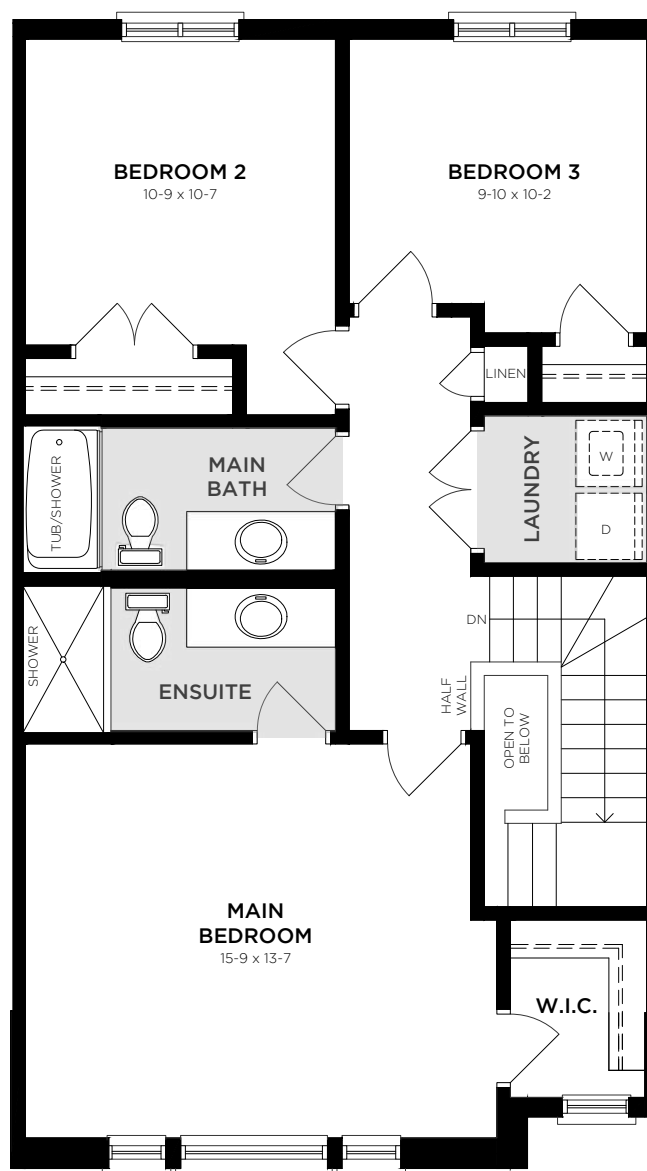 BEDROOM 2
10-9 x 10-7
BEDROOM 3
9-10 x 10-2
LINEN
TUB/SHOWER
MAIN
BATH
LAUNDRY
W
D
SHOWER
ENSUITE
DN
HALF
WALL
OPEN TO
BELOW
MAIN
BEDROOM
15-9 x 13-7
W.I.C.